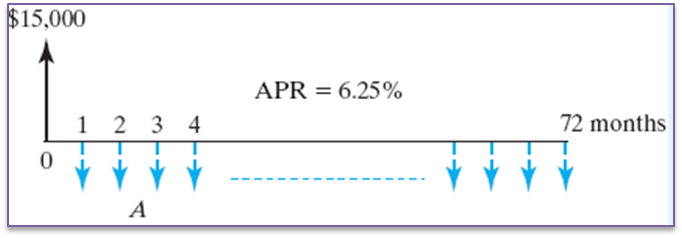 $15,000
APR = 6.25%
1 2 3 4
72 months
0
A